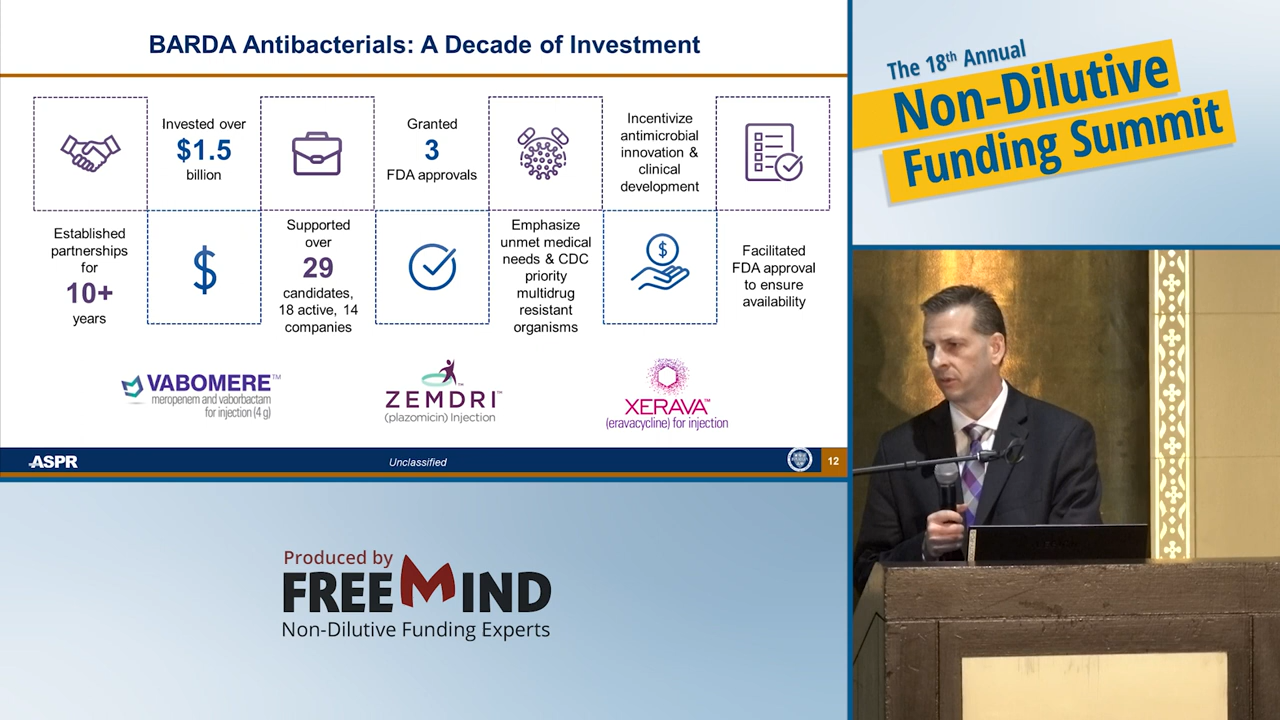 BARDA Antibacterials: A Decade of Investment
Invested over
$1.5
billion
Granted
3
FDA approvals
Incentivize
antimicrobial
innovation &
clinical
development
Established
partnerships
for
10+
years
Supported
over
29
candidates,
18 active, 14
companies
Emphasize
unmet medical
needs & CDC
priority
multidrug
resistant
organisms
Facilitated
FDA approval
to ensure
availability
$
$
VABOMERE™
meropenem and vaborbactam
for injection (4 g)
ZEMDRI™
(plazomicin) Injection
XERAVA™
(eravacycline) for injection
ASPR
Unclassified
12
The 18th Annual
Non-Dilutive
Funding Summit
Produced by
FREEMIND
Non-Dilutive Funding Experts